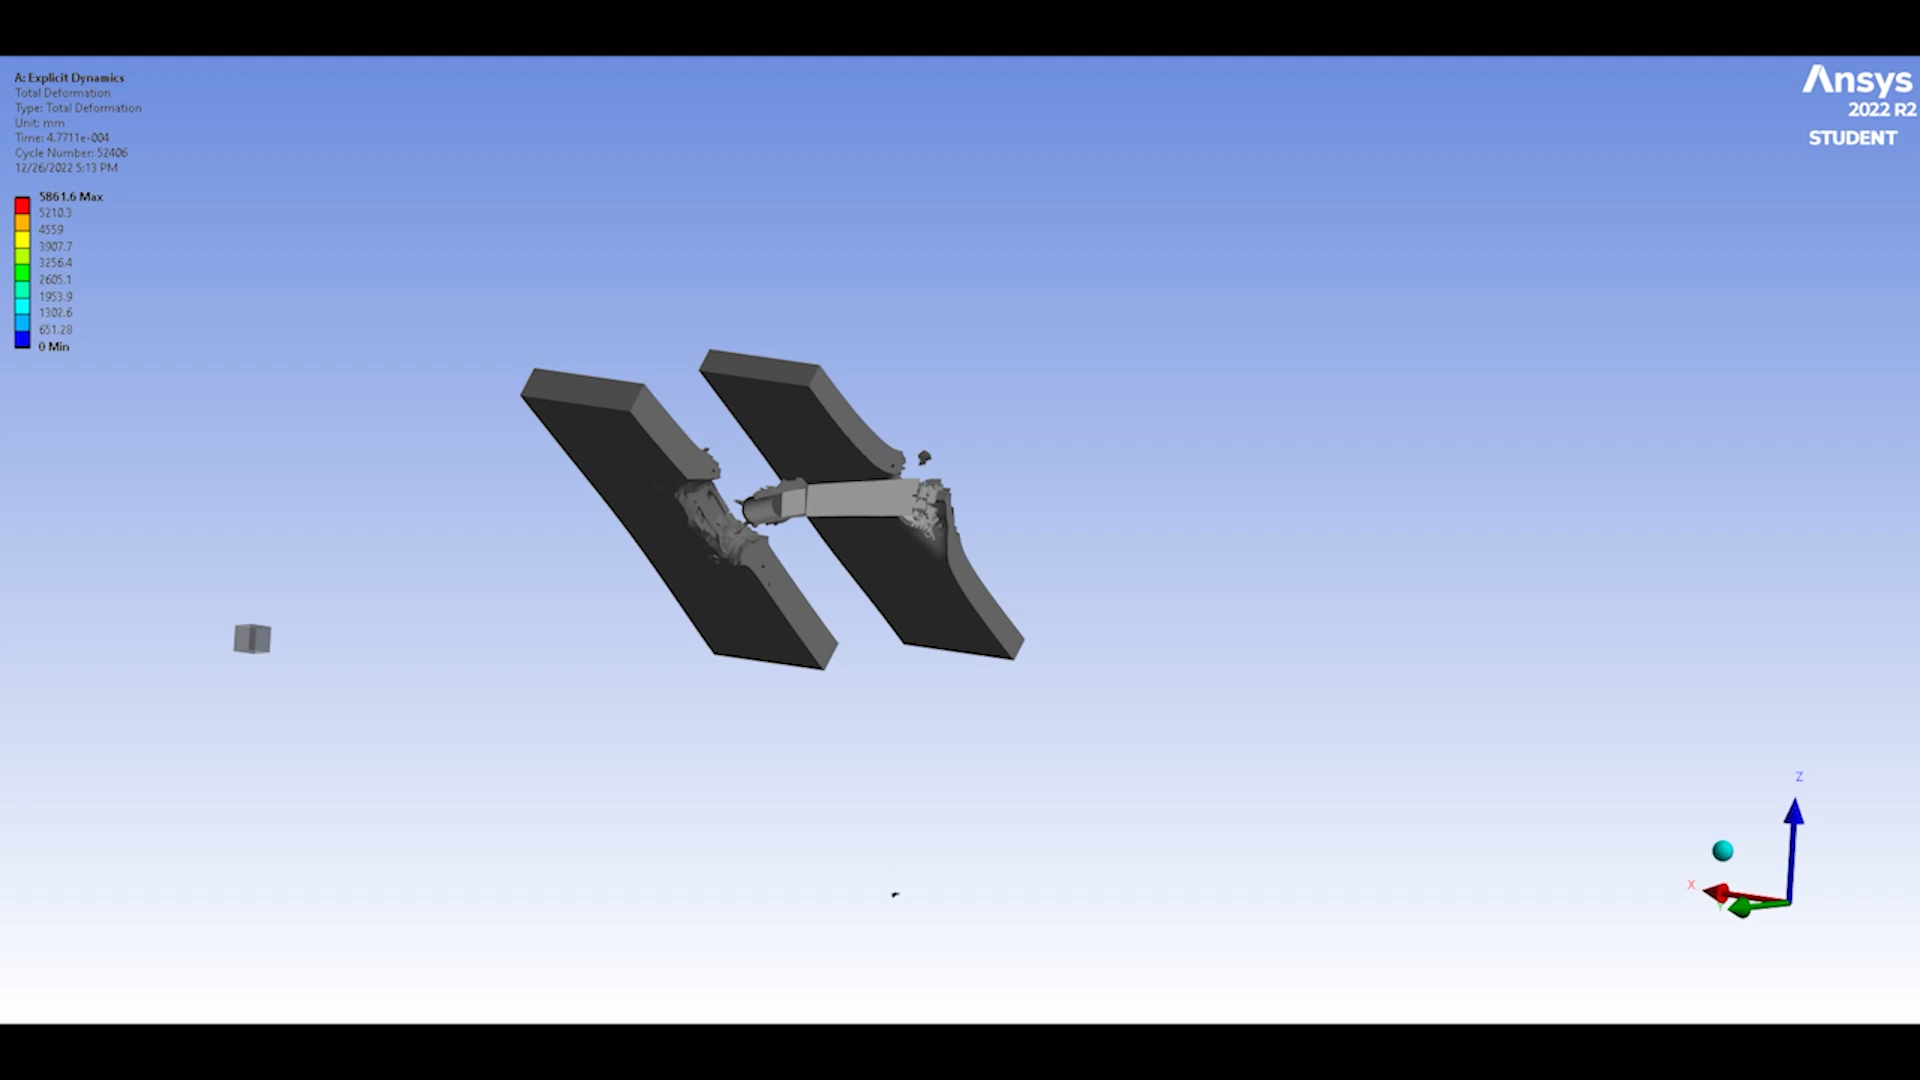 A: Explicit Dynamics
Total Deformation
Type: Total Deformation
Unit: mm
Time: 4.7711e-004
Cycle Number: 52406
12/26/2022 5:13 PM
5861.6 Max
5210.3
4559
3907.7
3256.4
2605.1
1953.9
1302.6
651.28
0 Min
Ansys
2022 R2
STUDENT
Z
X
Y